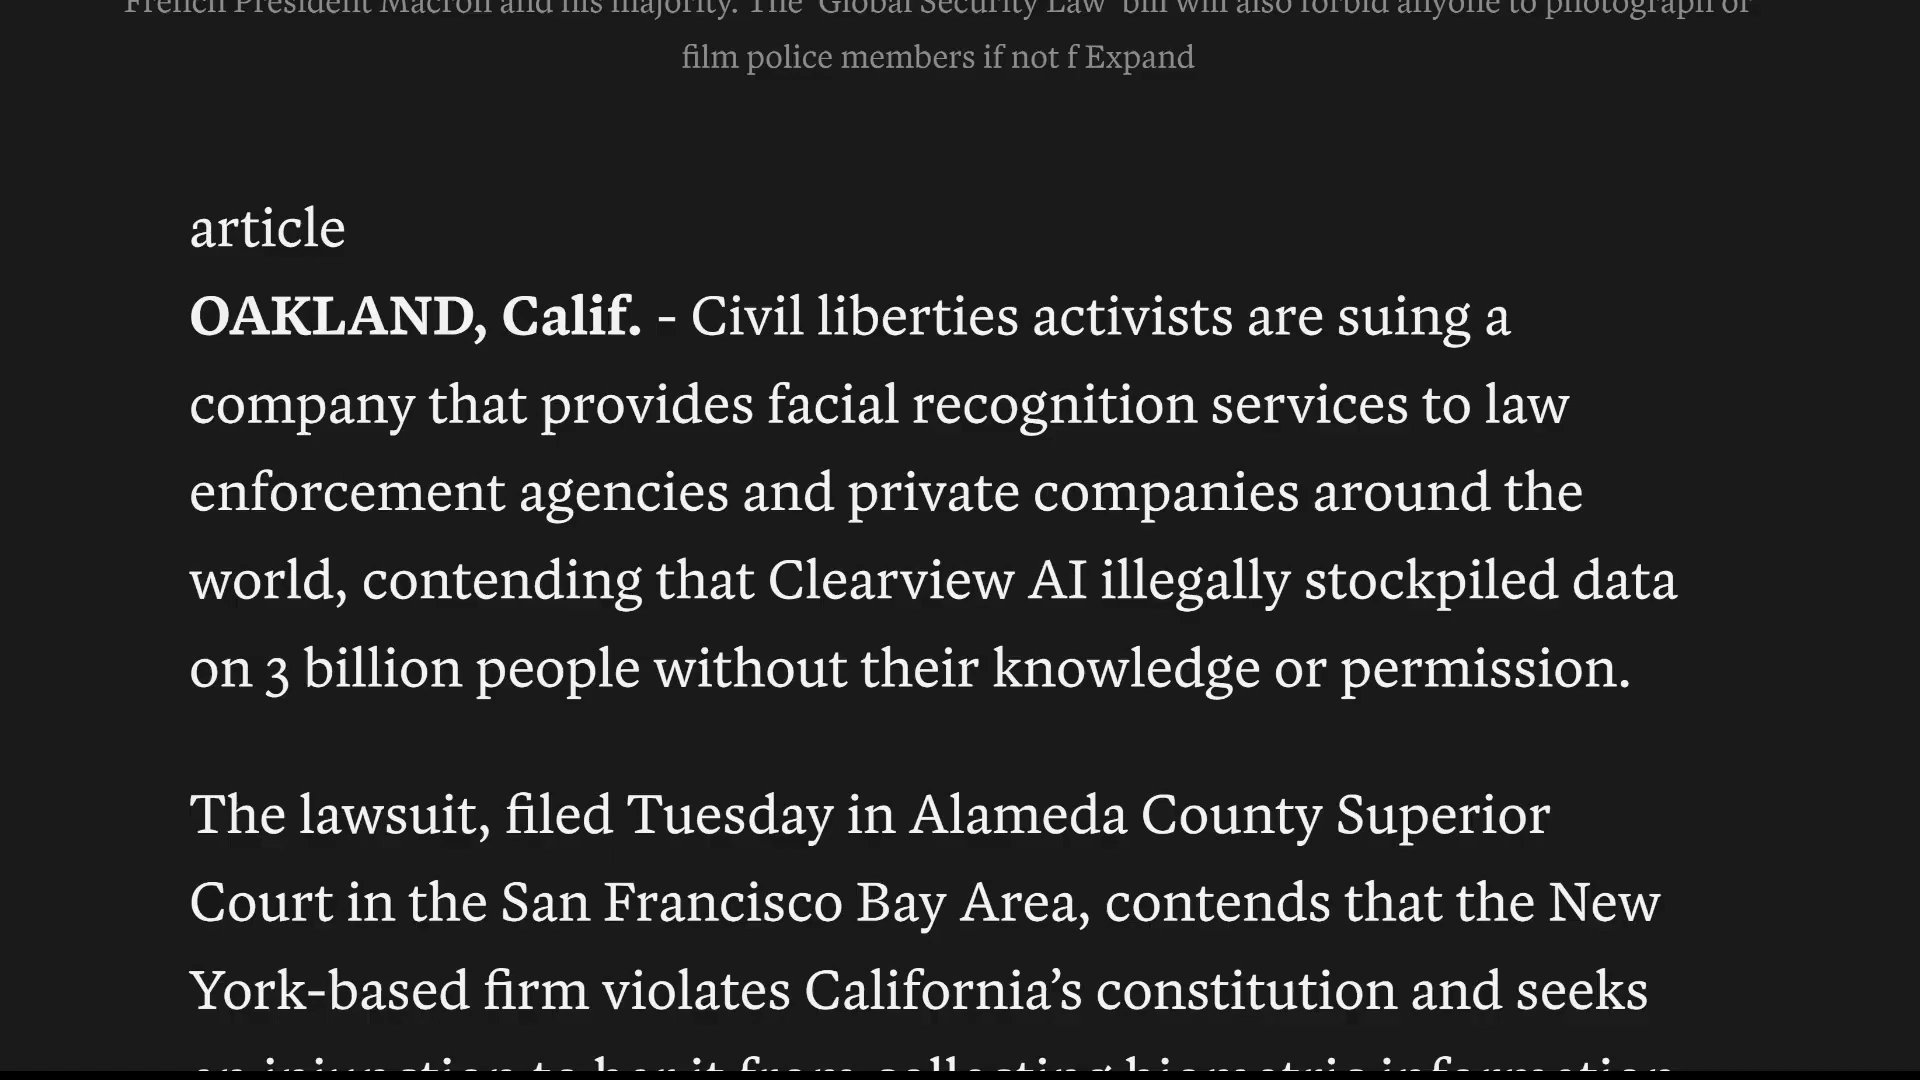 French President Macron and his majority. The 'Global Security Law' bill will also forbid anyone to photograph or
film police members if not f Expand
article
OAKLAND, Calif. - Civil liberties activists are suing a
company that provides facial recognition services to law
enforcement agencies and private companies around the
world, contending that Clearview AI illegally stockpiled data
on 3 billion people without their knowledge or permission.
The lawsuit, filed Tuesday in Alameda County Superior
Court in the San Francisco Bay Area, contends that the New
York-based firm violates California’s constitution and seeks
an injunction to bar it from collecting biometric information